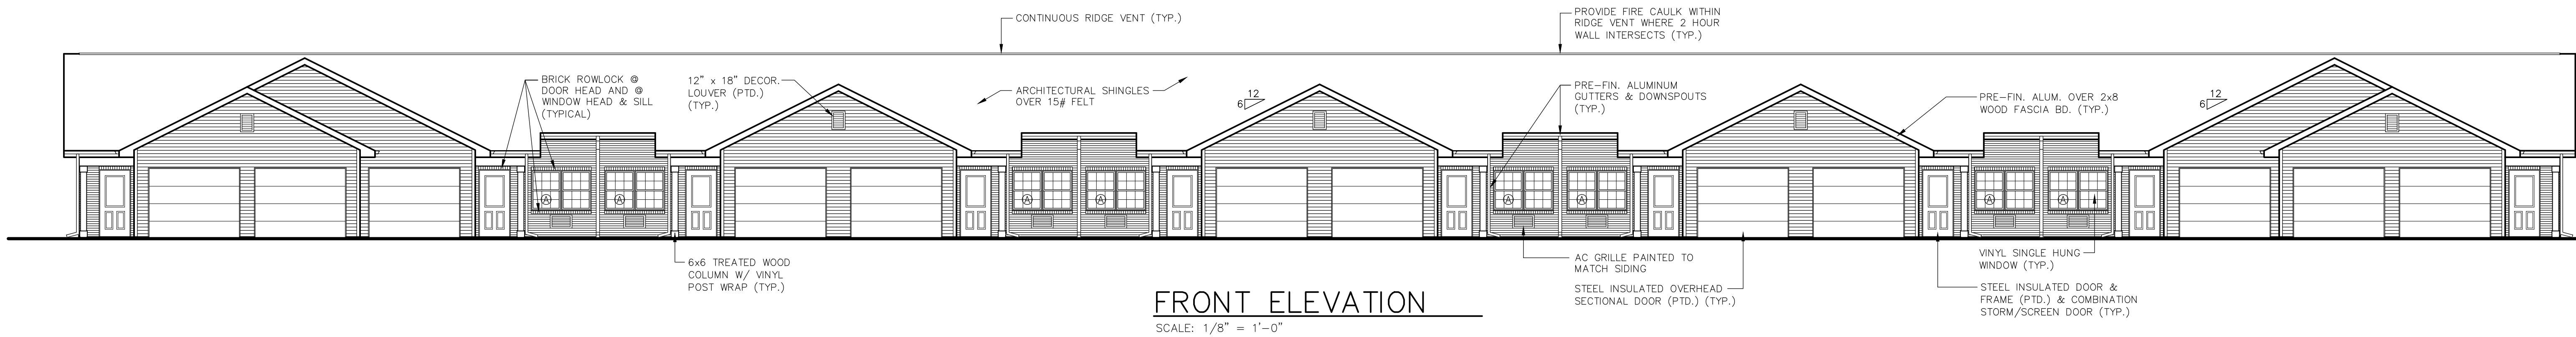 CONTINUOUS RIDGE VENT (TYP.)
PROVIDE FIRE CAULK WITHIN
RIDGE VENT WHERE 2 HOUR
WALL INTERSECTS (TYP.)
BRICK ROWLOCK @
DOOR HEAD AND @
WINDOW HEAD & SILL
(TYPICAL)
12" x 18" DECOR.
LOUVER (PTD.)
(TYP.)
ARCHITECTURAL SHINGLES
OVER 15# FELT
12
6
PRE-FIN. ALUMINUM
GUTTERS & DOWNSPOUTS
(TYP.)
PRE-FIN. ALUM. OVER 2x8
WOOD FASCIA BD. (TYP.)
12
6
A
A
A
A
A
A
A
A
6x6 TREATED WOOD
COLUMN W/ VINYL
POST WRAP (TYP.)
AC GRILLE PAINTED TO
MATCH SIDING
STEEL INSULATED OVERHEAD
SECTIONAL DOOR (PTD.) (TYP.)
VINYL SINGLE HUNG
WINDOW (TYP.)
STEEL INSULATED DOOR &
FRAME (PTD.) & COMBINATION
STORM/SCREEN DOOR (TYP.)
FRONT ELEVATION
SCALE: 1/8" = 1'-0"